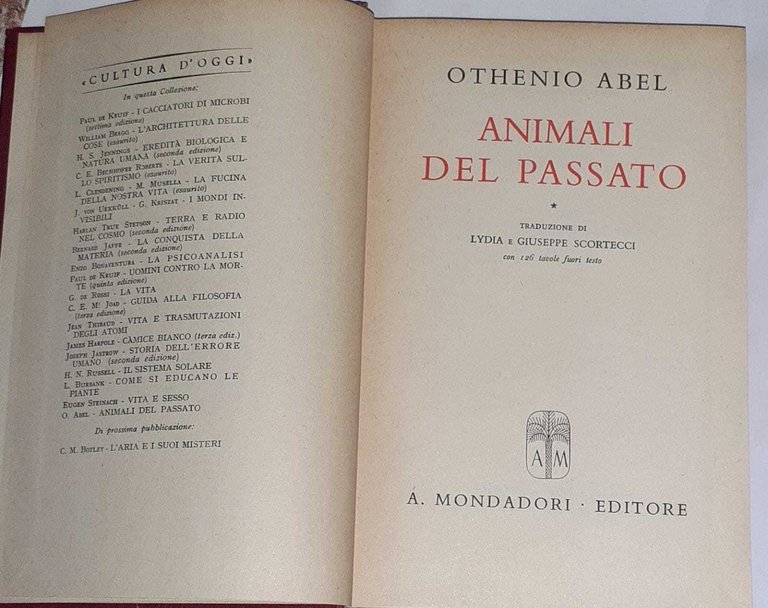 «CULTURA D'OGGI»
In questa Collezione:
PAUL DE KRUIF - I CACCIATORI DI MICROBI
(settima edizione)
WILLIAM BRAGG - L'ARCHITETTURA DELLE
COSE (esaurito)
H. S. JENNINGS - EREDITÀ BIOLOGICA E
NATURA UMANA (seconda edizione)
C. E. BECHHOFER ROBERTS - LA VERITÀ SUL-
LO SPIRITISMO (esaurito)
L. CLENDENING - M. MUSELLA - LA FUCINA
DELLA NOSTRA VITA (esaurito)
J. VON UEXKÜLL - G. KRISZAT - I MONDI IN-
VISIBILI
HARLAN TRUE STETSON - TERRA E RADIO
NEL COSMO (seconda edizione)
BERNARD JAFFE - LA CONQUISTA DELLA
MATERIA (seconda edizione)
ENZO BONAVENTURA - LA PSICOANALISI
PAUL DE KRUIF - UOMINI CONTRO LA MOR-
TE (quinta edizione)
G. DE ROSSI - LA VITA
C. E. Mᶜ JOAD - GUIDA ALLA FILOSOFIA
(terza edizione)
JEAN THIBAUD - VITA E TRASMUTAZIONI
DEGLI ATOMI
JAMES HARPOLE - CÀMICE BIANCO (terza ediz.)
JOSEPH JASTROW - STORIA DELL'ERRORE
UMANO (seconda edizione)
H. N. RUSSELL - IL SISTEMA SOLARE
L. BURBANK - COME SI EDUCANO LE
PIANTE
EUGEN STEINACH - VITA E SESSO
O. ABEL - ANIMALI DEL PASSATO
Di prossima pubblicazione:
C. M. BOTLEY - L'ARIA E I SUOI MISTERI
OTHENIO ABEL
ANIMALI
DEL PASSATO
*
TRADUZIONE DI
LYDIA E GIUSEPPE SCORTECCI
con 126 tavole fuori testo
A M
A. MONDADORI · EDITORE